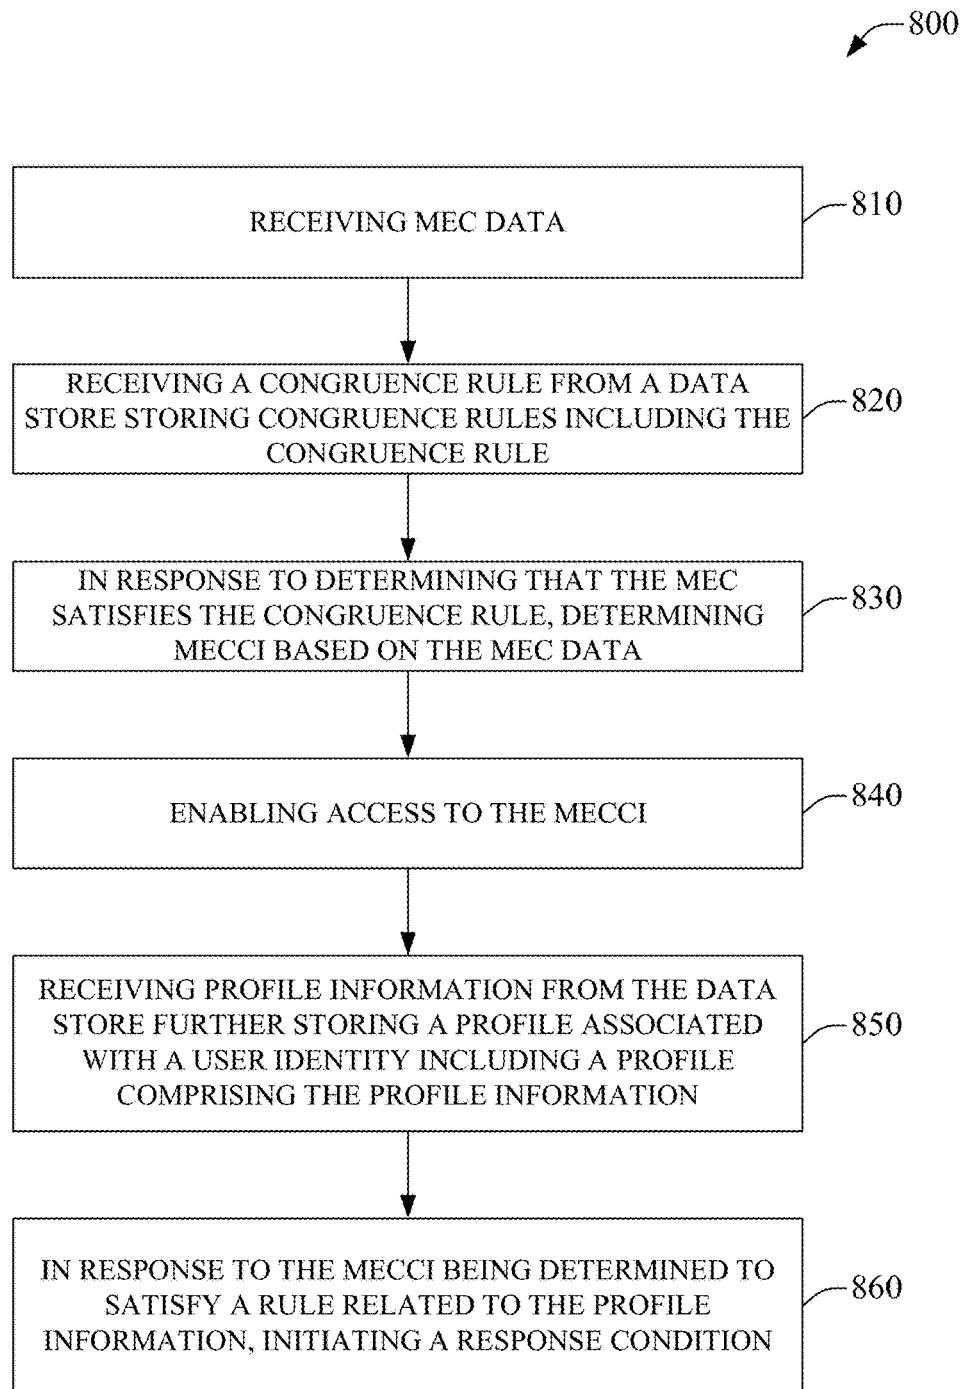 800
RECEIVING MEC DATA
810
RECEIVING A CONGRUENCE RULE FROM A DATA
STORE STORING CONGRUENCE RULES INCLUDING THE
CONGRUENCE RULE
820
IN RESPONSE TO DETERMINING THAT THE MEC
SATISFIES THE CONGRUENCE RULE, DETERMINING
MECCI BASED ON THE MEC DATA
830
ENABLING ACCESS TO THE MECCI
840
RECEIVING PROFILE INFORMATION FROM THE DATA
STORE FURTHER STORING A PROFILE ASSOCIATED
WITH A USER IDENTITY INCLUDING A PROFILE
COMPRISING THE PROFILE INFORMATION
850
IN RESPONSE TO THE MECCI BEING DETERMINED TO
SATISFY A RULE RELATED TO THE PROFILE
INFORMATION, INITIATING A RESPONSE CONDITION
860